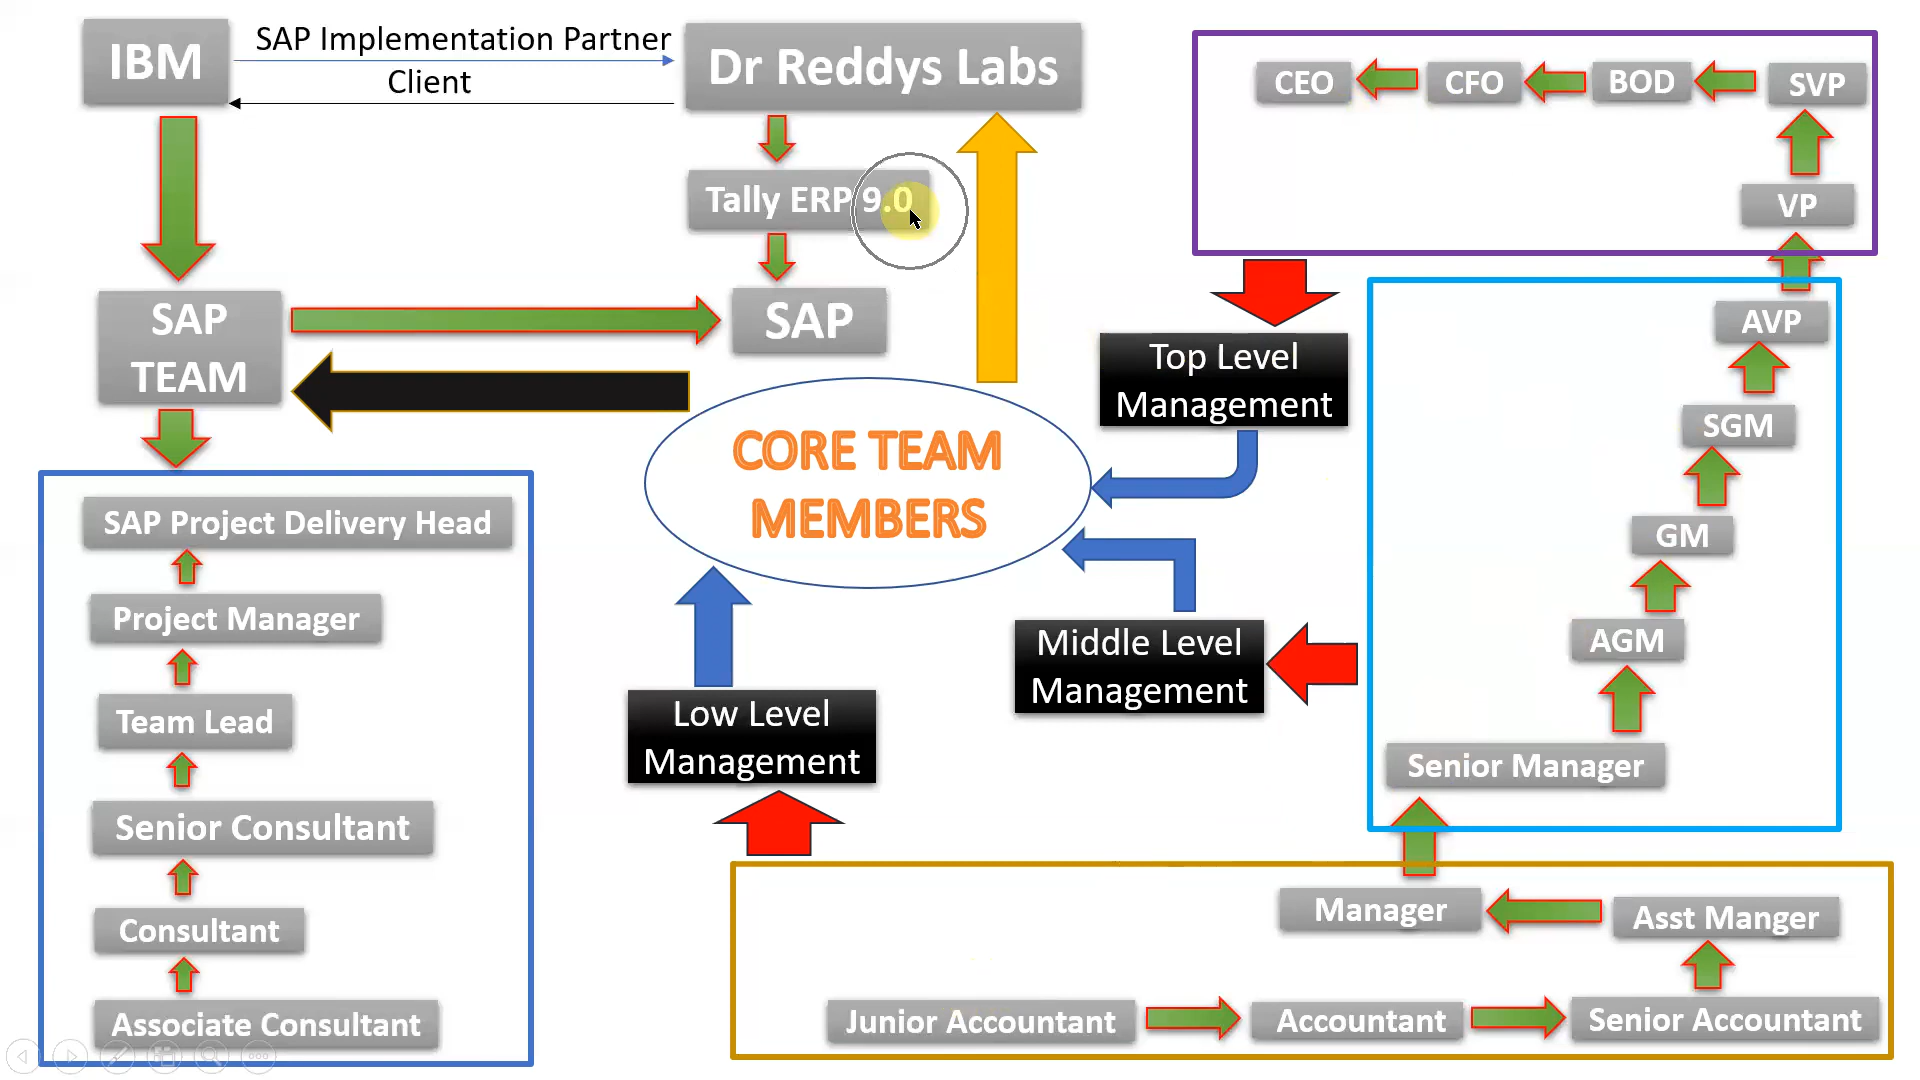 IBM
SAP Implementation Partner
Client
Dr Reddys Labs
Tally ERP 9.0
SAP
SAP
TEAM
CORE TEAM
MEMBERS
SAP Project Delivery Head
Project Manager
Team Lead
Senior Consultant
Consultant
Associate Consultant
Low Level
Management
Middle Level
Management
Top Level
Management
CEO
CFO
BOD
SVP
VP
AVP
SGM
GM
AGM
Senior Manager
Manager
Asst Manger
Junior Accountant
Accountant
Senior Accountant